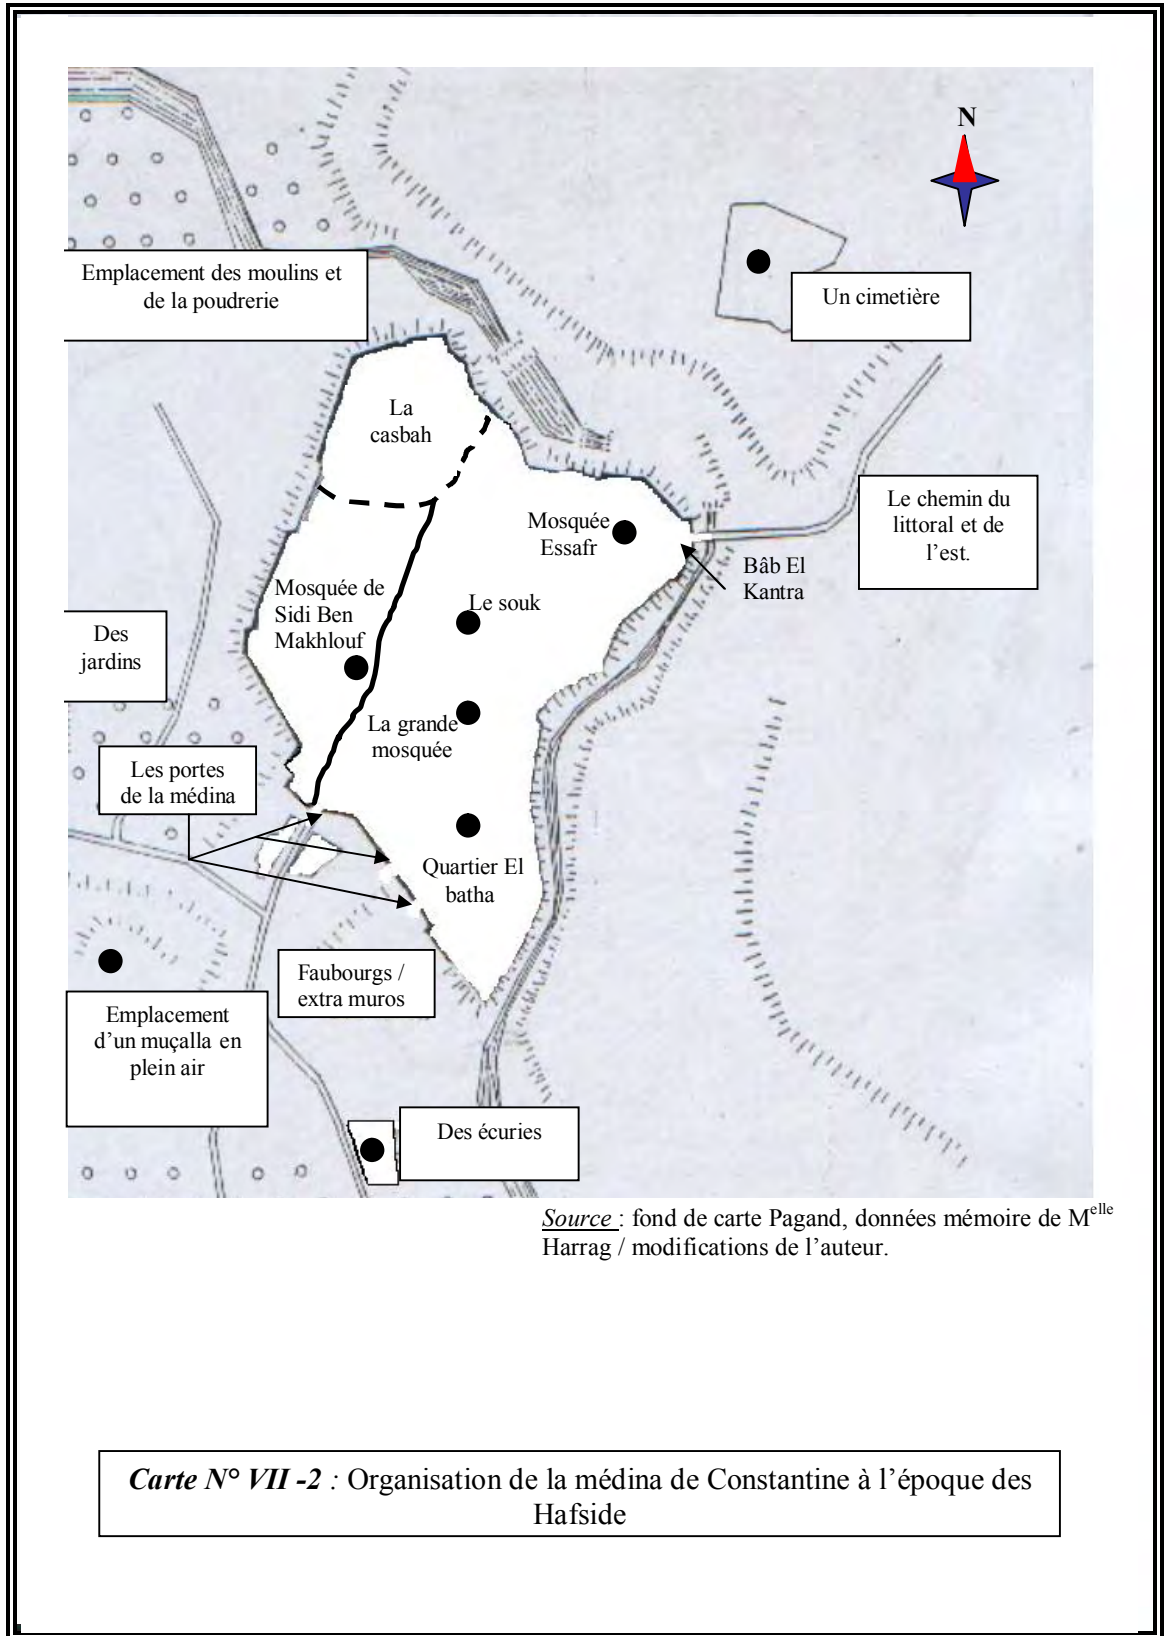 N
Emplacement des moulins et
de la poudrerie
Un cimetière
La
casbah
Le chemin du
littoral et de
l’est.
Mosquée
Essafr
Bâb El
Kantra
Mosquée de
Sidi Ben
Makhlouf
Le souk
Des
jardins
La grande
mosquée
Les portes
de la médina
Quartier El
batha
Faubourgs /
extra muros
Emplacement
d’un muçalla en
plein air
Des écuries
Source : fond de carte Pagand, données mémoire de Melle
Harrag / modifications de l’auteur.
Carte N° VII -2 : Organisation de la médina de Constantine à l’époque des
Hafside